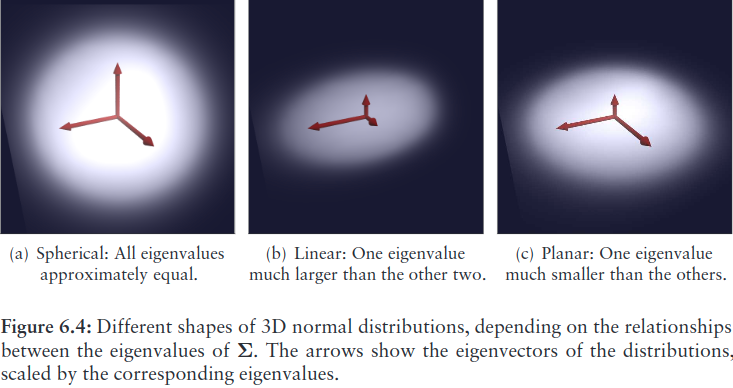 (a) Spherical: All eigenvalues
approximately equal.
(b) Linear: One eigenvalue
much larger than the other two.
(c) Planar: One eigenvalue
much smaller than the others.
Figure 6.4: Different shapes of 3D normal distributions, depending on the relationships
between the eigenvalues of Σ. The arrows show the eigenvectors of the distributions,
scaled by the corresponding eigenvalues.